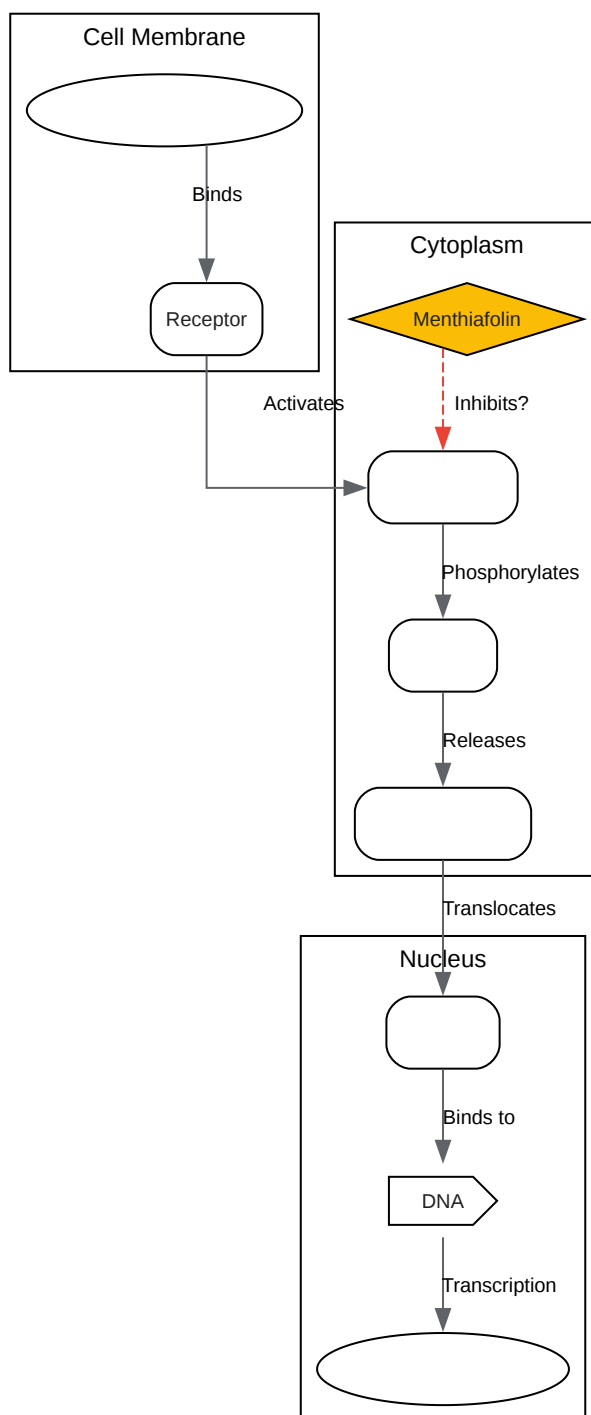 Cell Membrane
Binds
Receptor
Activates
Cytoplasm
Menthiafolin
Inhibits?
Phosphorylates
Releases
Translocates
Nucleus
Binds to
DNA
Transcription